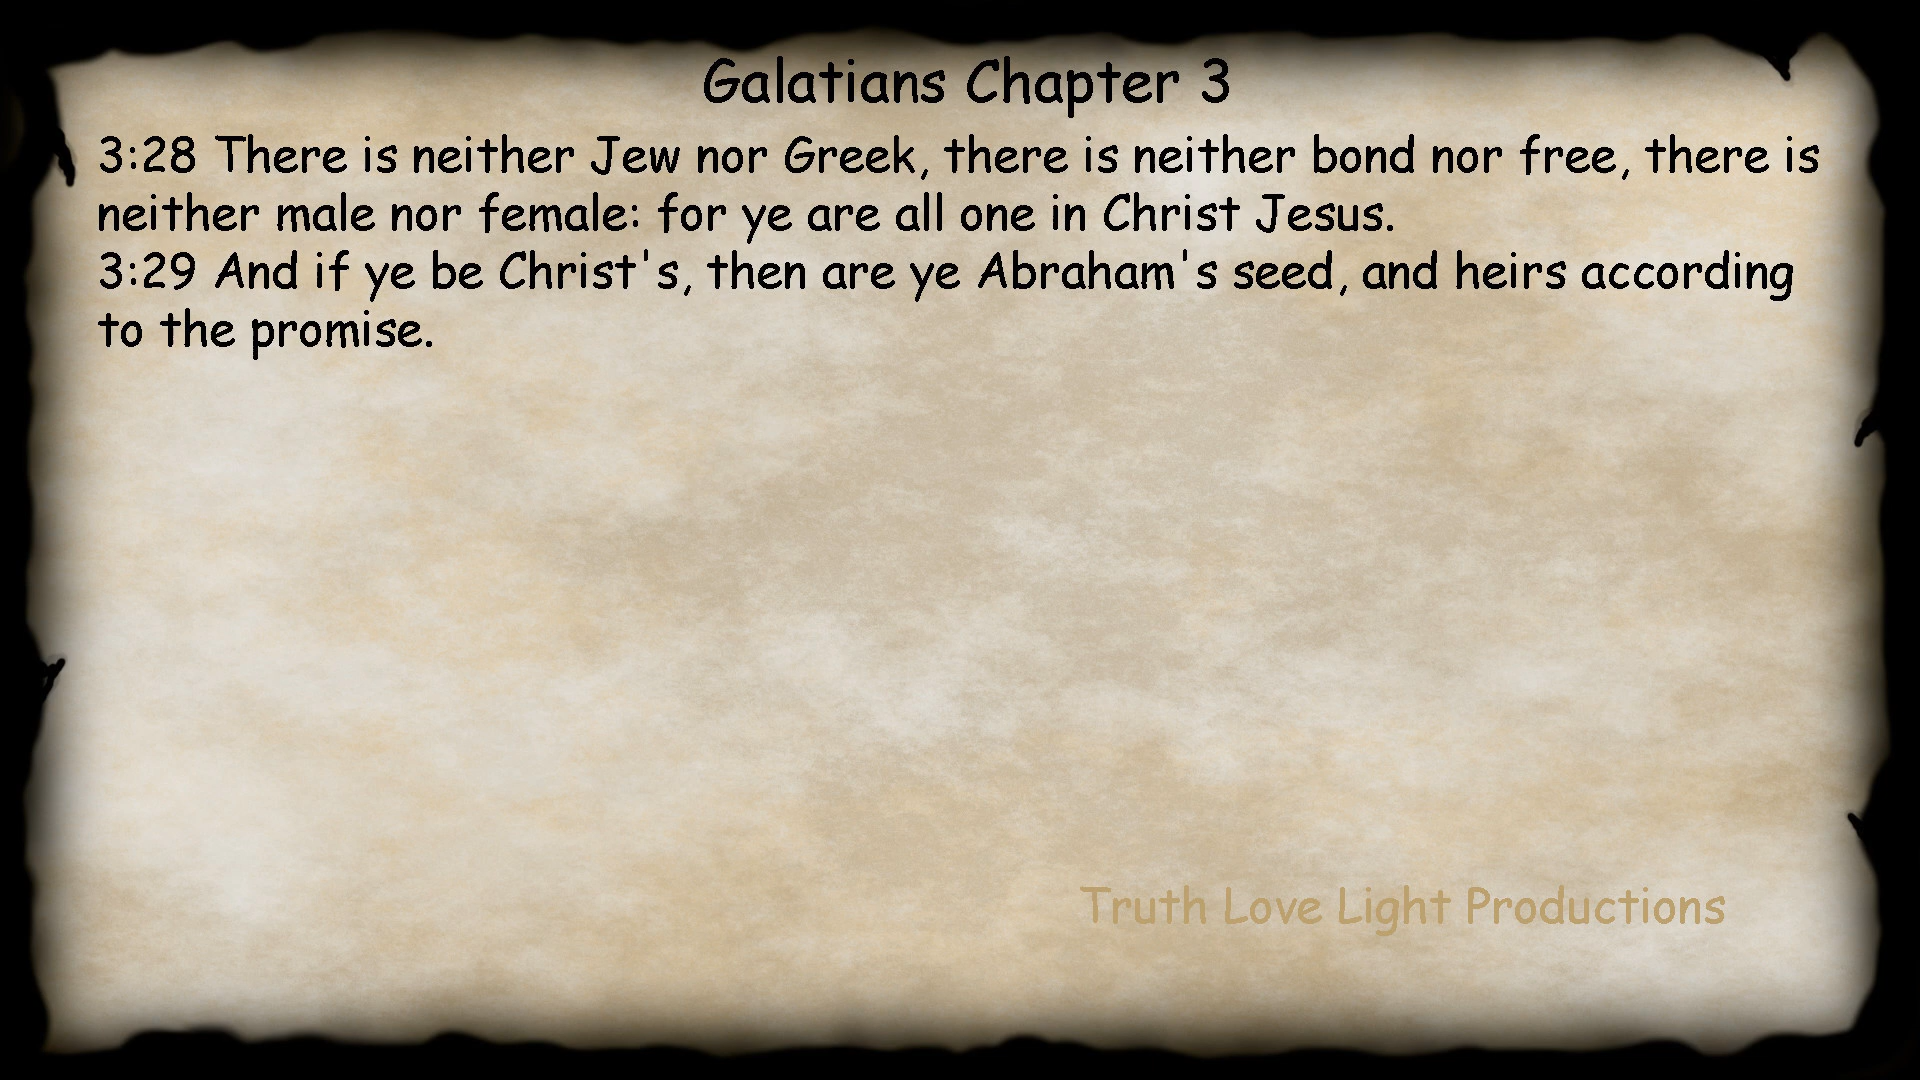 Galatians Chapter 3
3:28 There is neither Jew nor Greek, there is neither bond nor free, there is
neither male nor female: for ye are all one in Christ Jesus.
3:29 And if ye be Christ's, then are ye Abraham's seed, and heirs according
to the promise.
Truth Love Light Productions